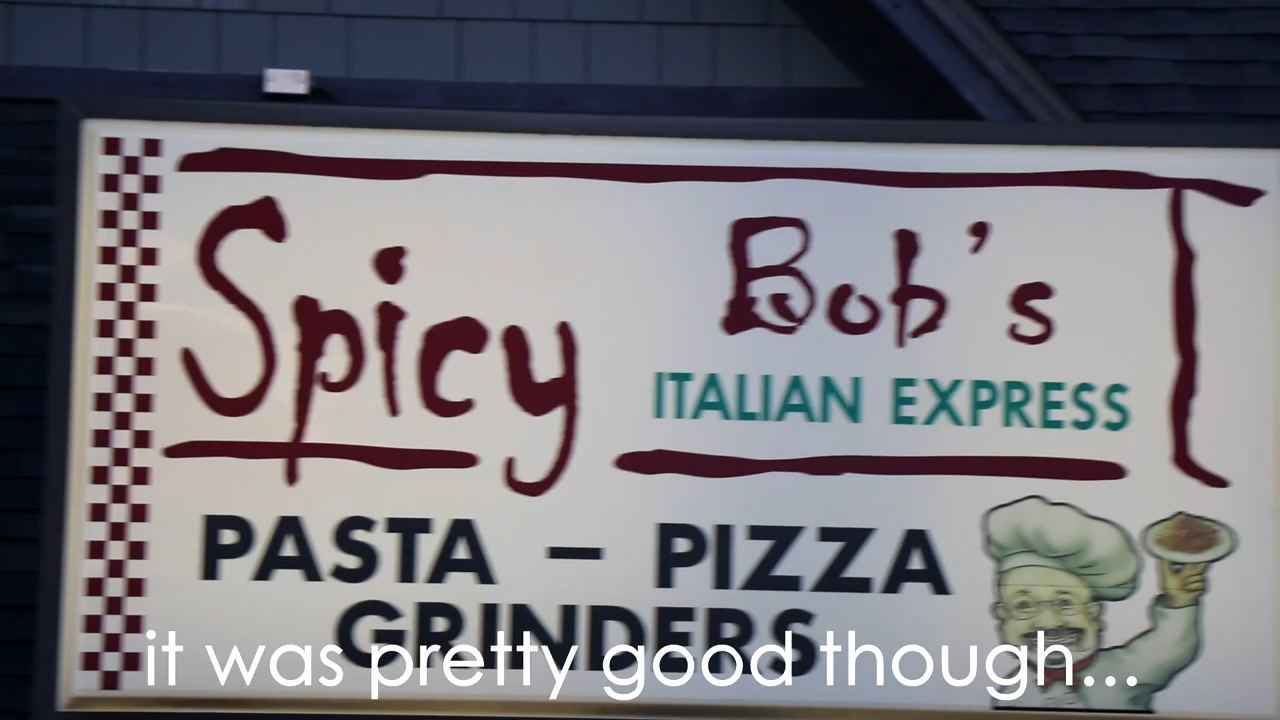 Spicy Bob's
ITALIAN EXPRESS
PASTA – PIZZA
GRINDERS
it was pretty good though...